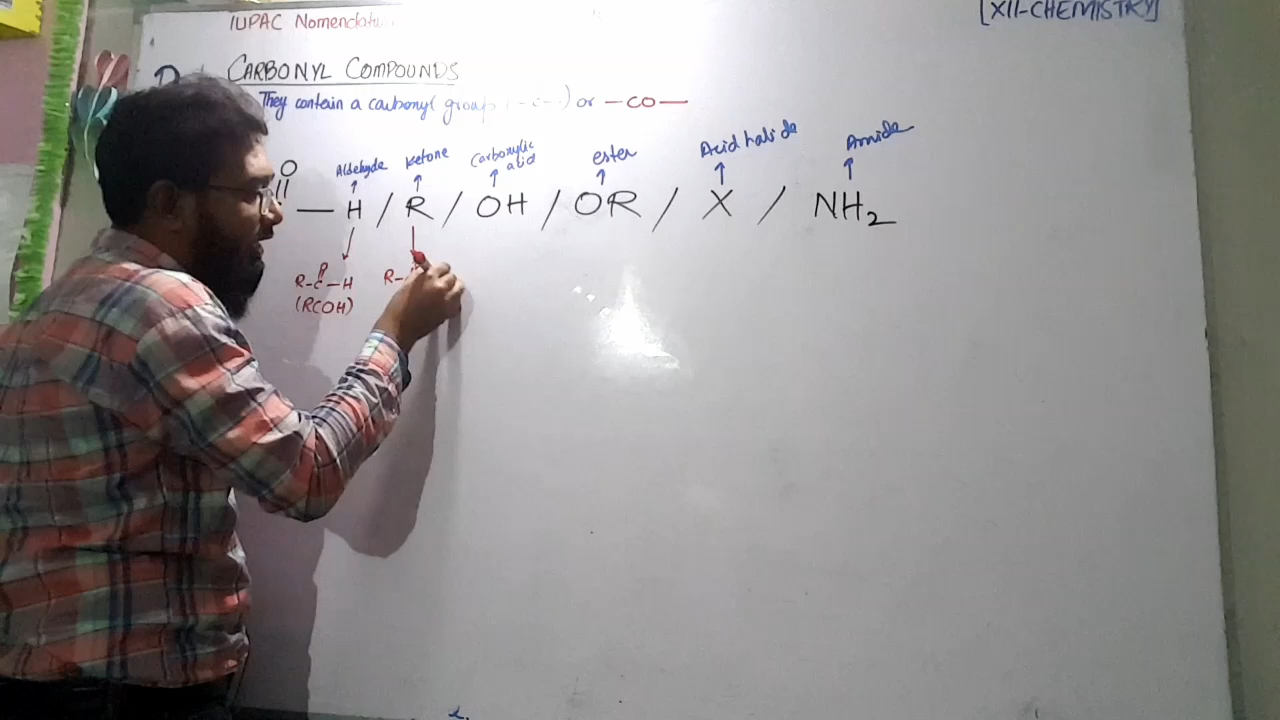 IUPAC Nomenclatu
[XII-CHEMISTRY]
CARBONYL COMPOUNDS
They contain a carbonyl group (-C-) or —CO—
Aldehyde Ketone Carboxylic acid ester Acid halide Amide
O
— H / R / OH / OR / X / NH2
R-C-H R-
(RCOH)